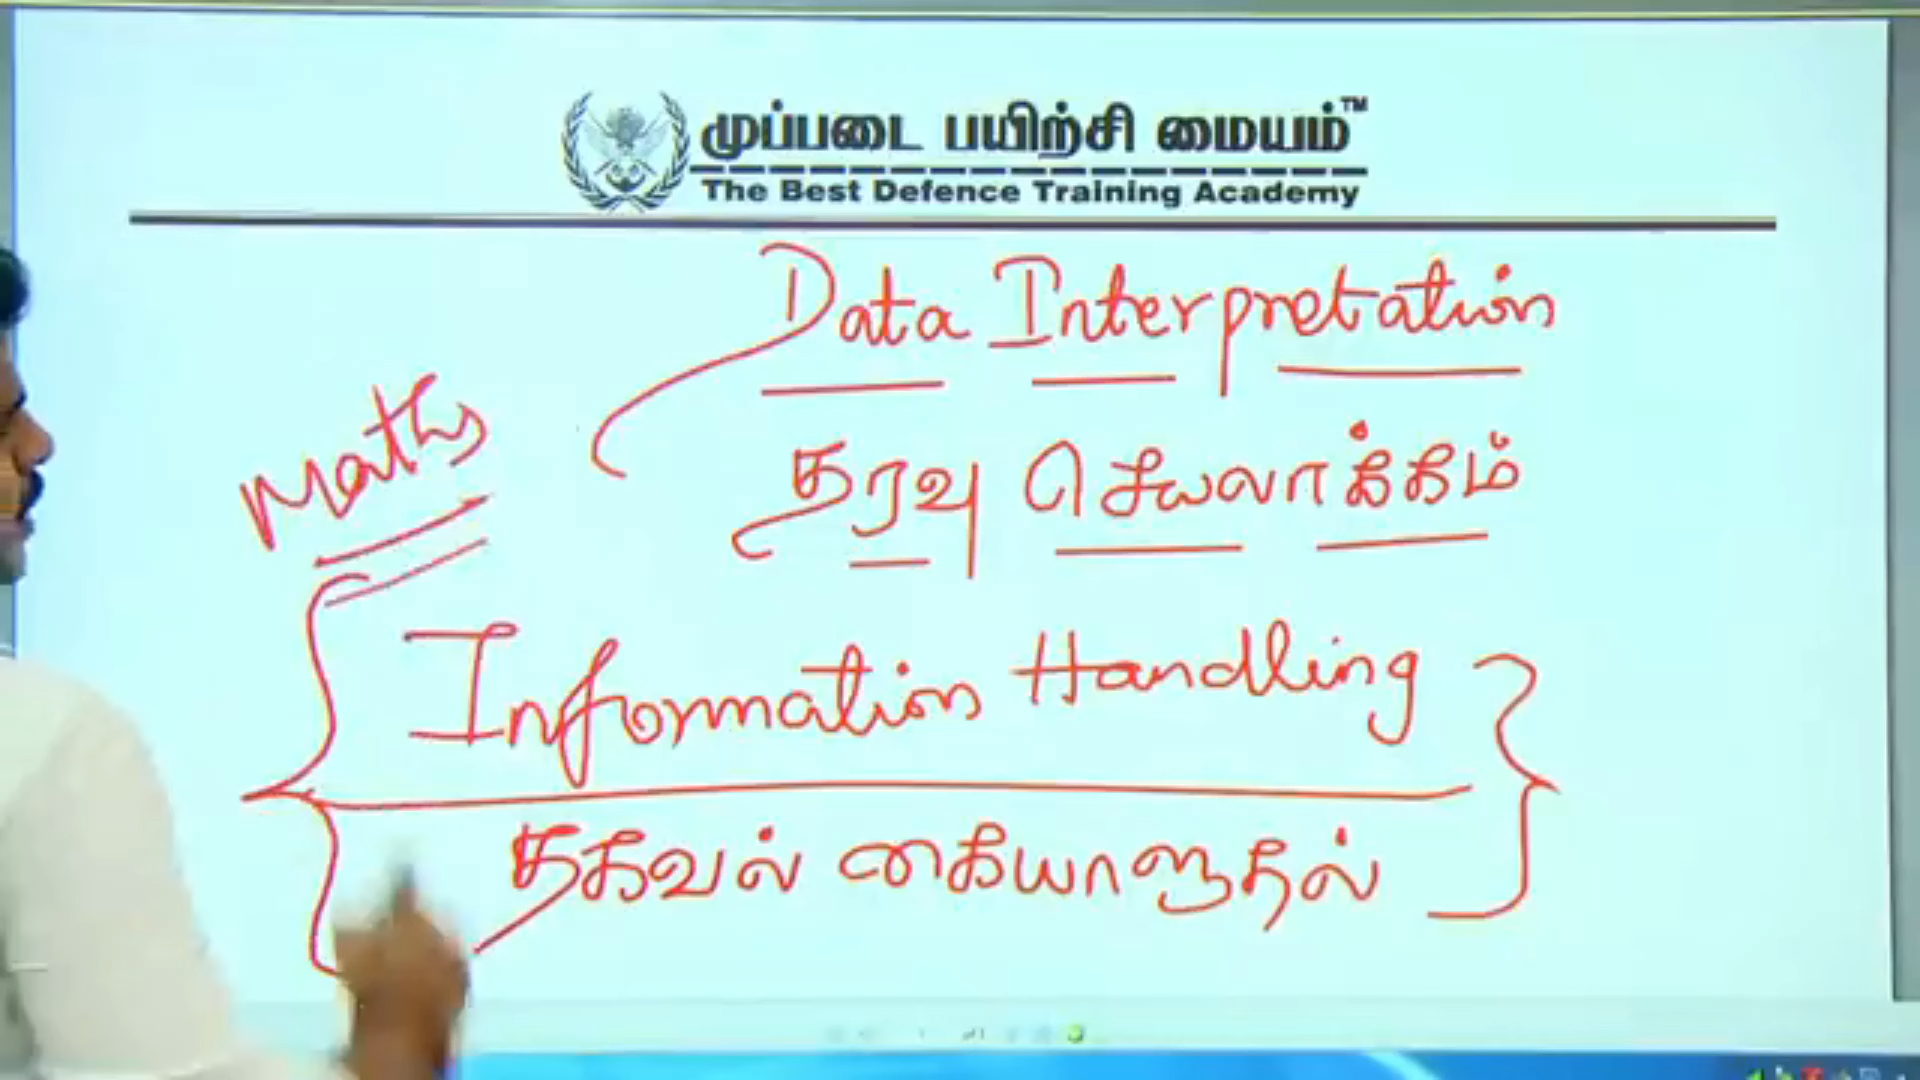 முப்படை பயிற்சி மையம்™
The Best Defence Training Academy
Data Interpretation
Maths
தரவு செயலாக்கம்
Information Handling
தகவல் கையாளுதல்